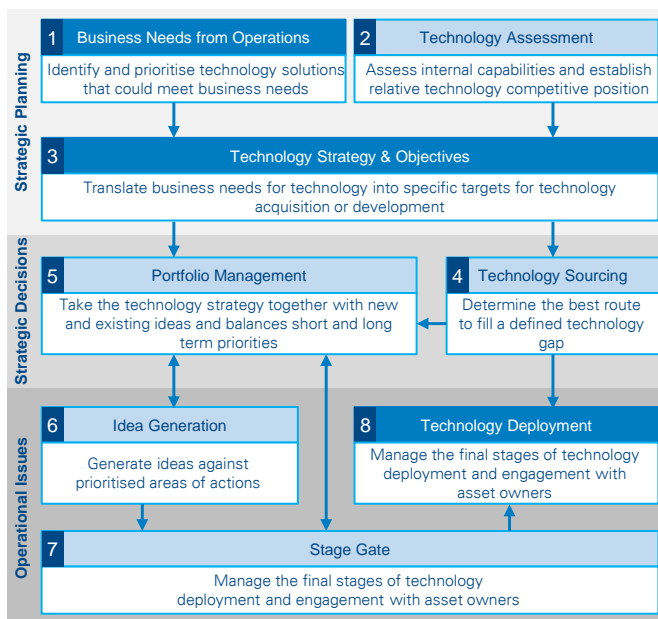 Strategic Planning
1 Business Needs from Operations
Identify and prioritise technology solutions
that could meet business needs
2 Technology Assessment
Assess internal capabilities and establish
relative technology competitive position
3 Technology Strategy & Objectives
Translate business needs for technology into specific targets for technology
acquisition or development
Strategic Decisions
5 Portfolio Management
Take the technology strategy together with new
and existing ideas and balances short and long
term priorities
4 Technology Sourcing
Determine the best route
to fill a defined technology
gap
Operational Issues
6 Idea Generation
Generate ideas against
prioritised areas of actions
8 Technology Deployment
Manage the final stages of technology
deployment and engagement with
asset owners
7 Stage Gate
Manage the final stages of technology
deployment and engagement with asset owners